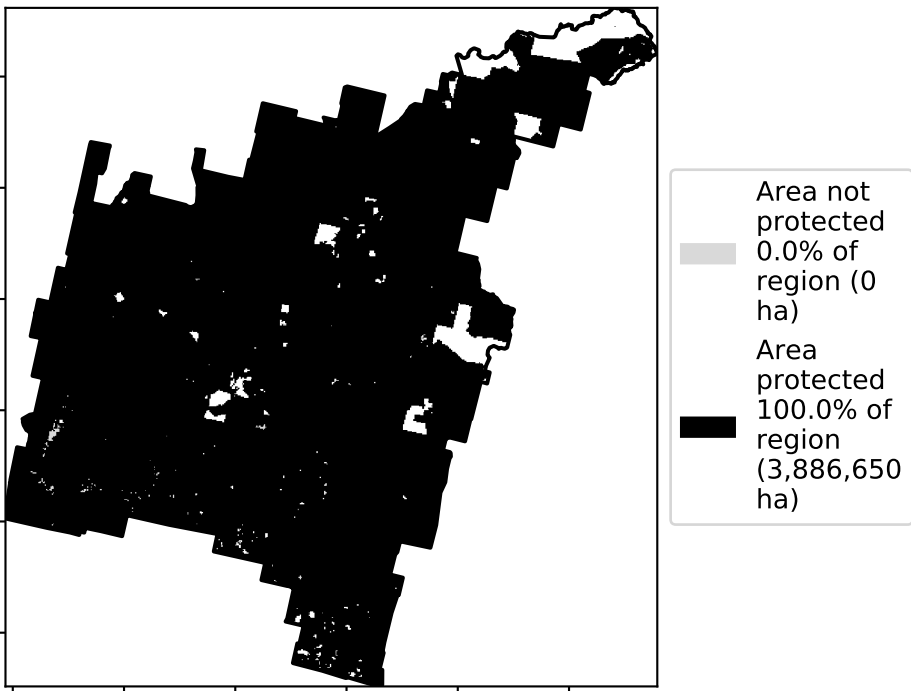 Area not
protected
0.0% of
region (0
ha)
Area
protected
100.0% of
region
(3,886,650
ha)